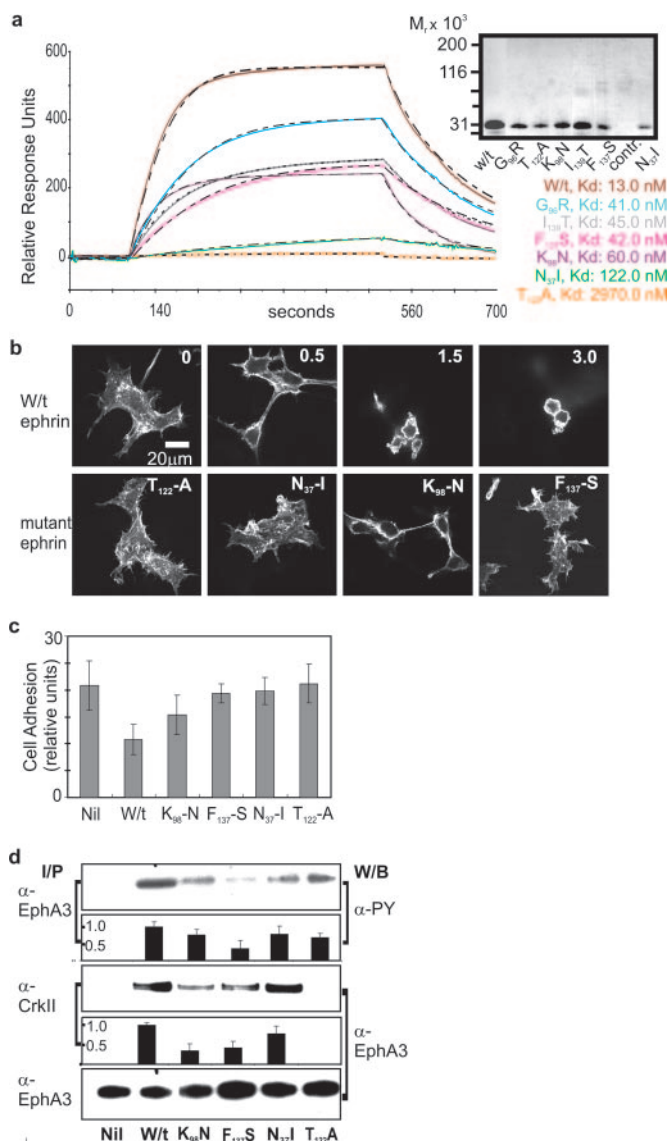 a
Mr x 10³
200
116
31
w/t G₉₆R T₁₂₂A K₉₈N I₁₃₉T F₁₃₇S contr. N₃₇I
Relative Response Units
600
400
200
0
0 140 seconds 560 700
W/t, Kd: 13.0 nM
G₉₆R, Kd: 41.0 nM
I₁₃₉T, Kd: 45.0 nM
F₁₃₇S, Kd: 42.0 nM
K₉₈N, Kd: 60.0 nM
N₃₇I, Kd: 122.0 nM
T₁₂₂A, Kd: 2970.0 nM
b
W/t
ephrin
0 0.5 1.5 3.0
20μm
mutant
ephrin
T₁₂₂-A N₃₇-I K₉₈-N F₁₃₇-S
c
Cell Adhesion
(relative units)
30
0
Nil W/t K₉₈-N F₁₃₇-S N₃₇-I T₁₂₂-A
d
I/P W/B
α-
EphA3
α-PY
1.0
0.5
α-
CrkII
1.0
0.5
α-
EphA3
α-
EphA3
Nil W/t K₉₈N F₁₃₇S N₃₇I T₁₂₂A